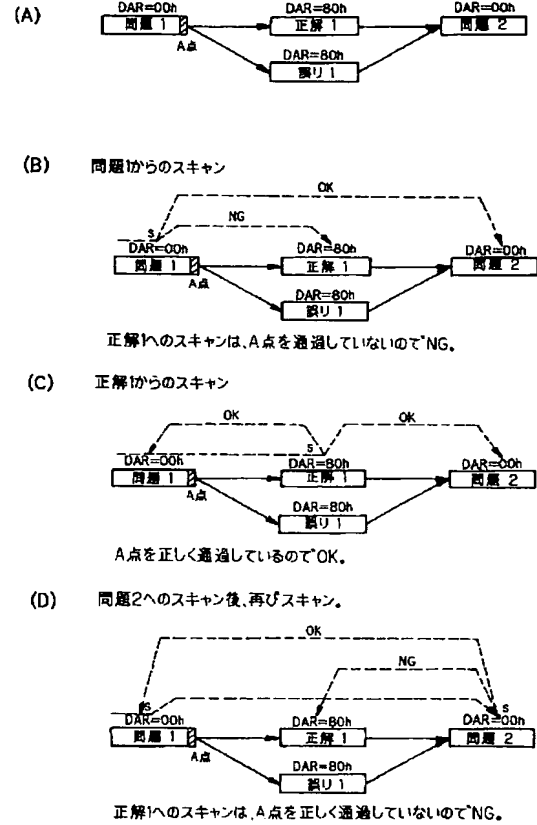 (A)
DAR=00h DAR=80h DAR=00h
問題 1 正解 1 問題 2
A点 DAR=80h
誤り 1
(B) 問題1からのスキャン
OK
S NG
DAR=00h DAR=80h DAR=00h
問題 1 正解 1 問題 2
A点 DAR=80h
誤り 1
正解1へのスキャンは、A点を通過していないのでNG。
(C) 正解1からのスキャン
OK OK
S
DAR=00h DAR=80h DAR=00h
問題 1 正解 1 問題 2
A点 DAR=80h
誤り 1
A点を正しく通過しているのでOK。
(D) 問題2へのスキャン後、再びスキャン。
OK
NG
S S
DAR=00h DAR=80h DAR=00h
問題 1 正解 1 問題 2
A点 DAR=80h
誤り 1
正解1へのスキャンは、A点を正しく通過していないのでNG。